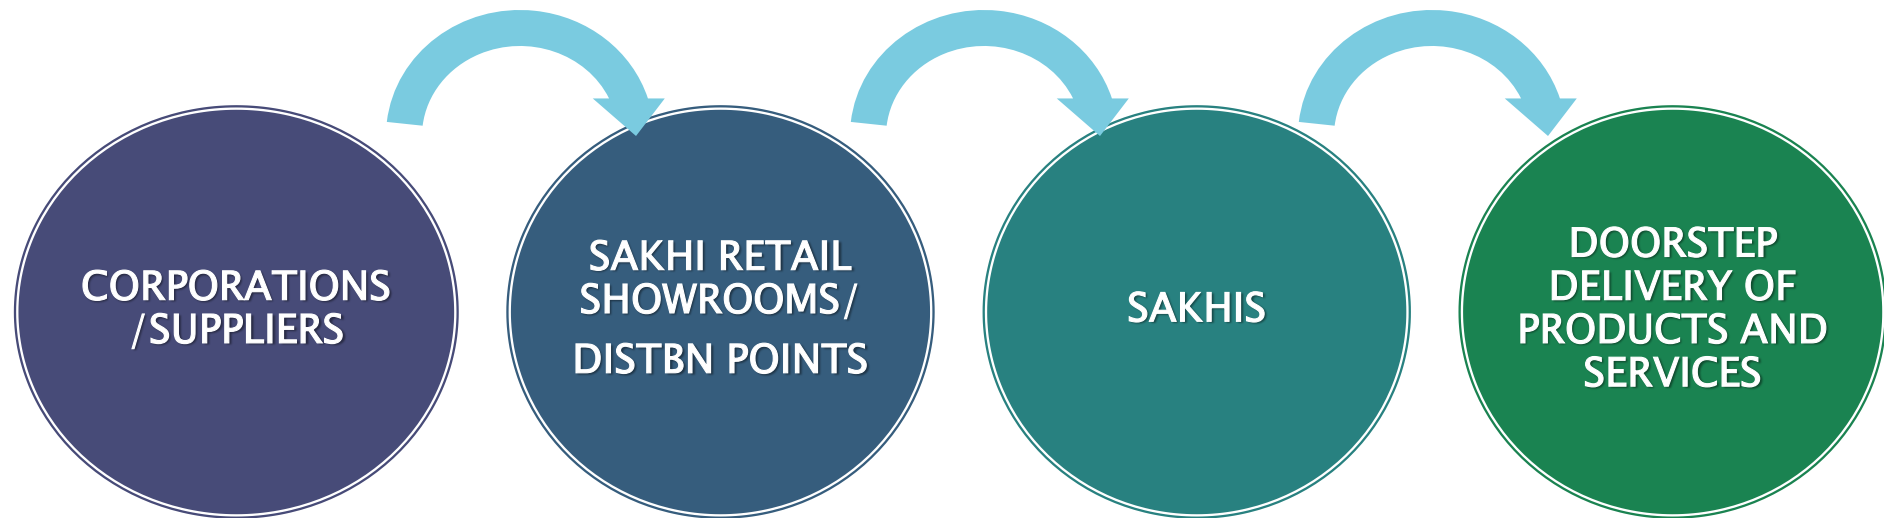 CORPORATIONS
/SUPPLIERS
SAKHI RETAIL
SHOWROOMS/
DISTBN POINTS
SAKHIS
DOORSTEP
DELIVERY OF
PRODUCTS AND
SERVICES